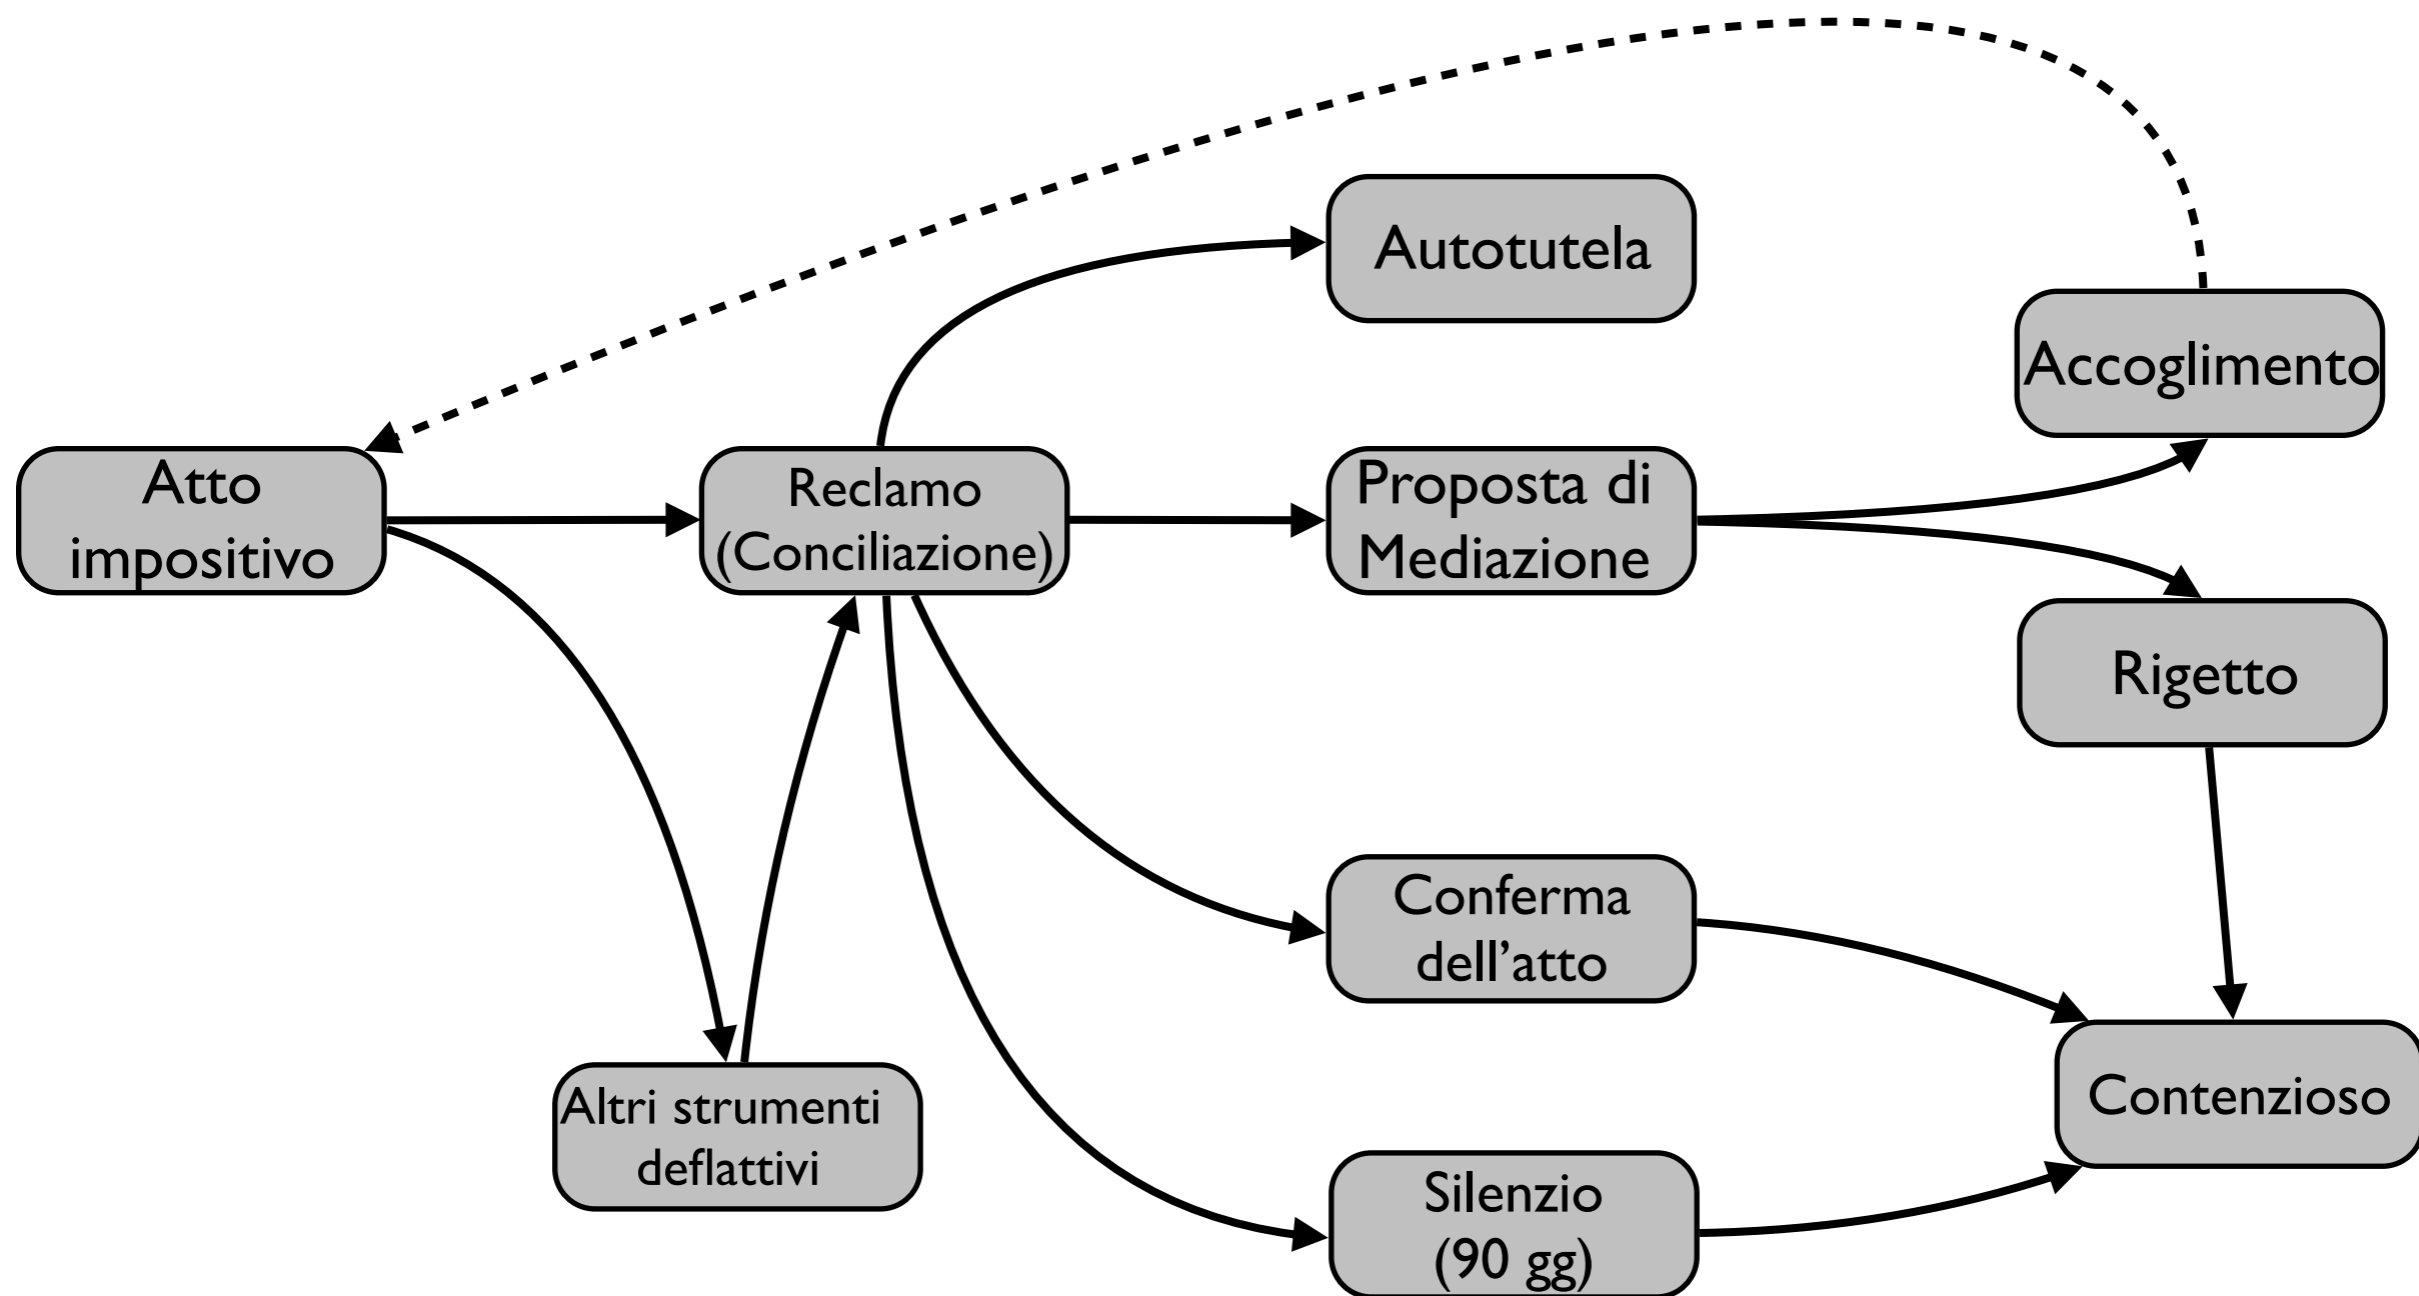 Autotutela
Accoglimento
Atto
impositivo
Reclamo
(Conciliazione)
Proposta di
Mediazione
Rigetto
Conferma
dell’atto
Contenzioso
Altri strumenti
deflattivi
Silenzio
(90 gg)